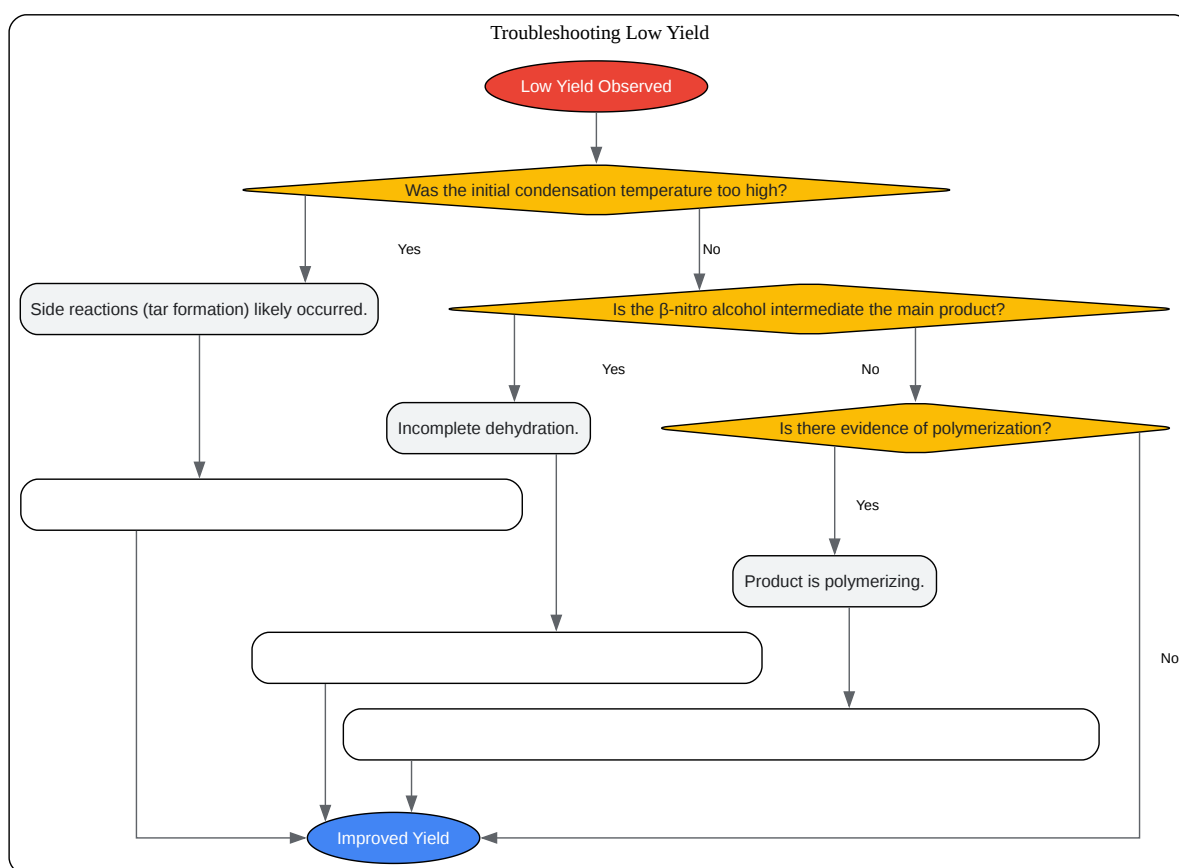 Troubleshooting Low Yield
Low Yield Observed
Was the initial condensation temperature too high?
Yes
No
Side reactions (tar formation) likely occurred.
Is the β-nitro alcohol intermediate the main product?
Yes
No
Incomplete dehydration.
Is there evidence of polymerization?
Yes
Product is polymerizing.
No
Improved Yield